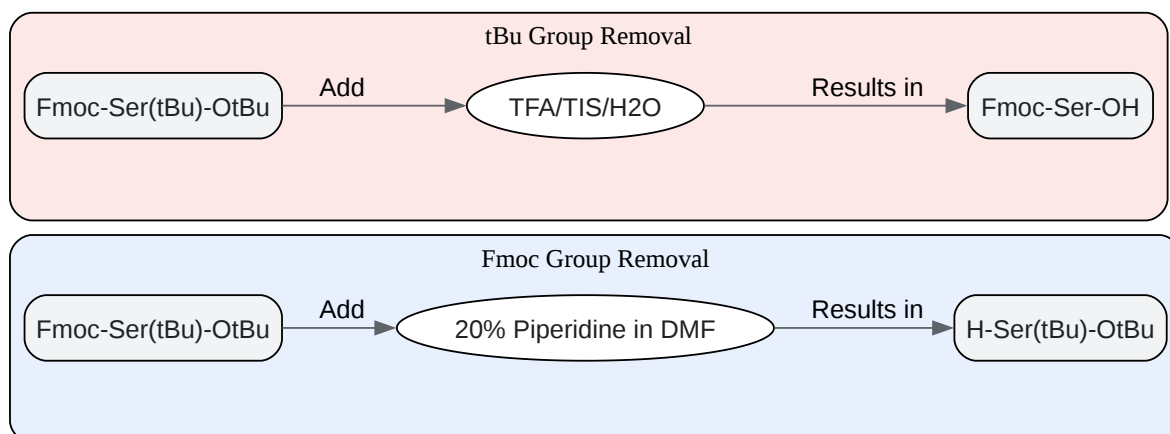 tBu Group Removal
Fmoc-Ser(tBu)-OtBu
Add
TFA/TIS/H2O
Results in
Fmoc-Ser-OH
Fmoc Group Removal
Fmoc-Ser(tBu)-OtBu
Add
20% Piperidine in DMF
Results in
H-Ser(tBu)-OtBu